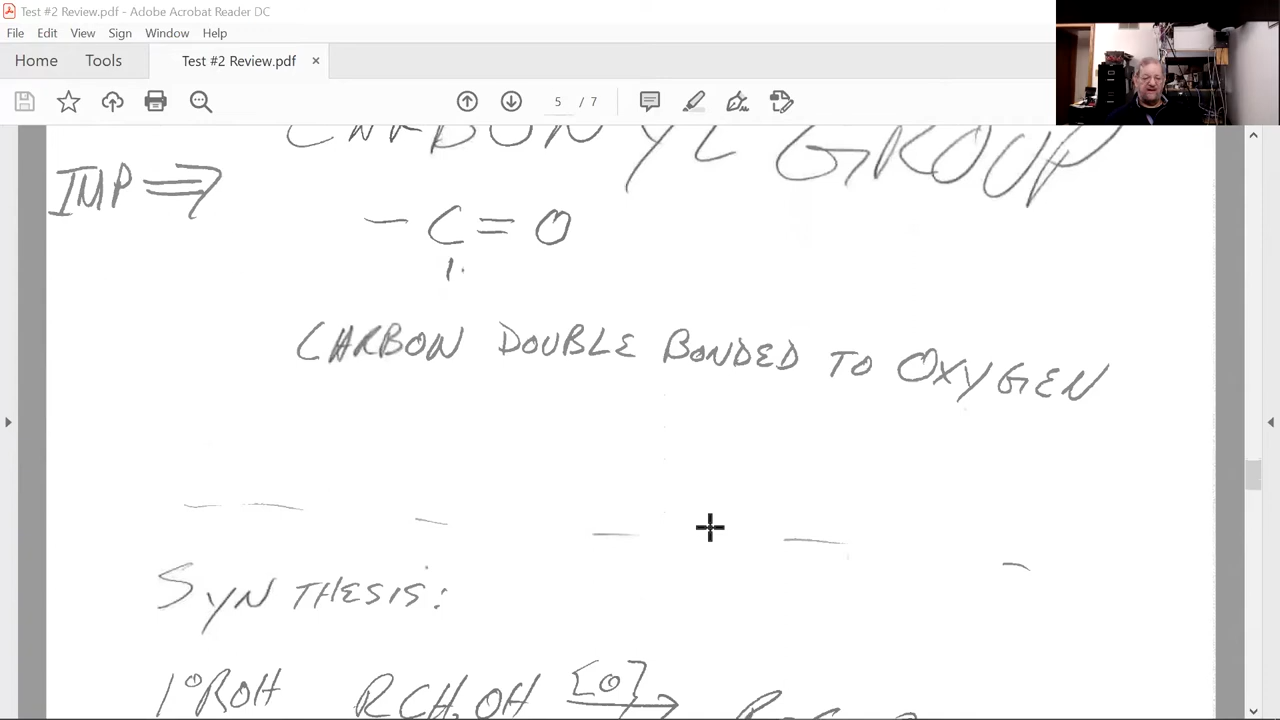 Test #2 Review.pdf - Adobe Acrobat Reader DC
File Edit View Sign Window Help
Home Tools Test #2 Review.pdf ×
5 / 7
CARBONYL GROUP
IMP ⇒
– C = O
CARBON DOUBLE BONDED TO OXYGEN
SYNTHESIS:
1°ROH RCH₂OH [O]